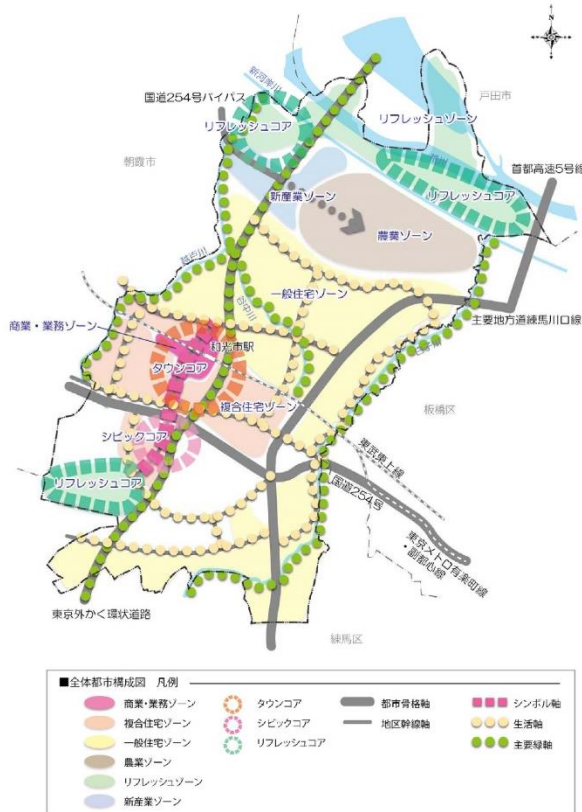 N
新河岸川
戸田市
国道254号バイパス
リフレッシュコア
リフレッシュゾーン
朝霞市
首都高速5号線
新産業ゾーン
リフレッシュコア
農業ゾーン
越戸川
一般住宅ゾーン
谷中川
主要地方道練馬川口線
商業・業務ゾーン
和光市駅
タウンコア
白子川
複合住宅ゾーン
板橋区
シビックコア
東武東上線
リフレッシュコア
国道254号
東京メトロ有楽町線
・副都心線
東京外かく環状道路
練馬区
■全体都市構成図 凡例
商業・業務ゾーン
タウンコア
都市骨格軸
シンボル軸
複合住宅ゾーン
シビックコア
地区幹線軸
生活軸
一般住宅ゾーン
リフレッシュコア
主要緑軸
農業ゾーン
リフレッシュゾーン
新産業ゾーン